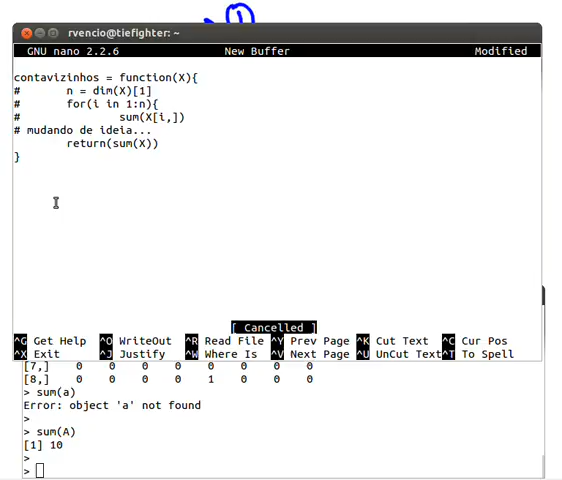 1
rvencio@tiefighter: ~
GNU nano 2.2.6 New Buffer Modified
contavizinhos = function(X){
# n = dim(X)[1]
# for(i in 1:n){
# sum(X[i,])
# mudando de ideia...
return(sum(X))
}
[ Cancelled ]
^G Get Help ^O WriteOut ^R Read File ^Y Prev Page ^K Cut Text ^C Cur Pos
^X Exit ^J Justify ^W Where Is ^V Next Page ^U UnCut Text ^T To Spell
[7,] 0 0 0 0 0 0 0 0
[8,] 0 0 0 0 1 0 0 0
> sum(a)
Error: object 'a' not found
>
> sum(A)
[1] 10
>
>